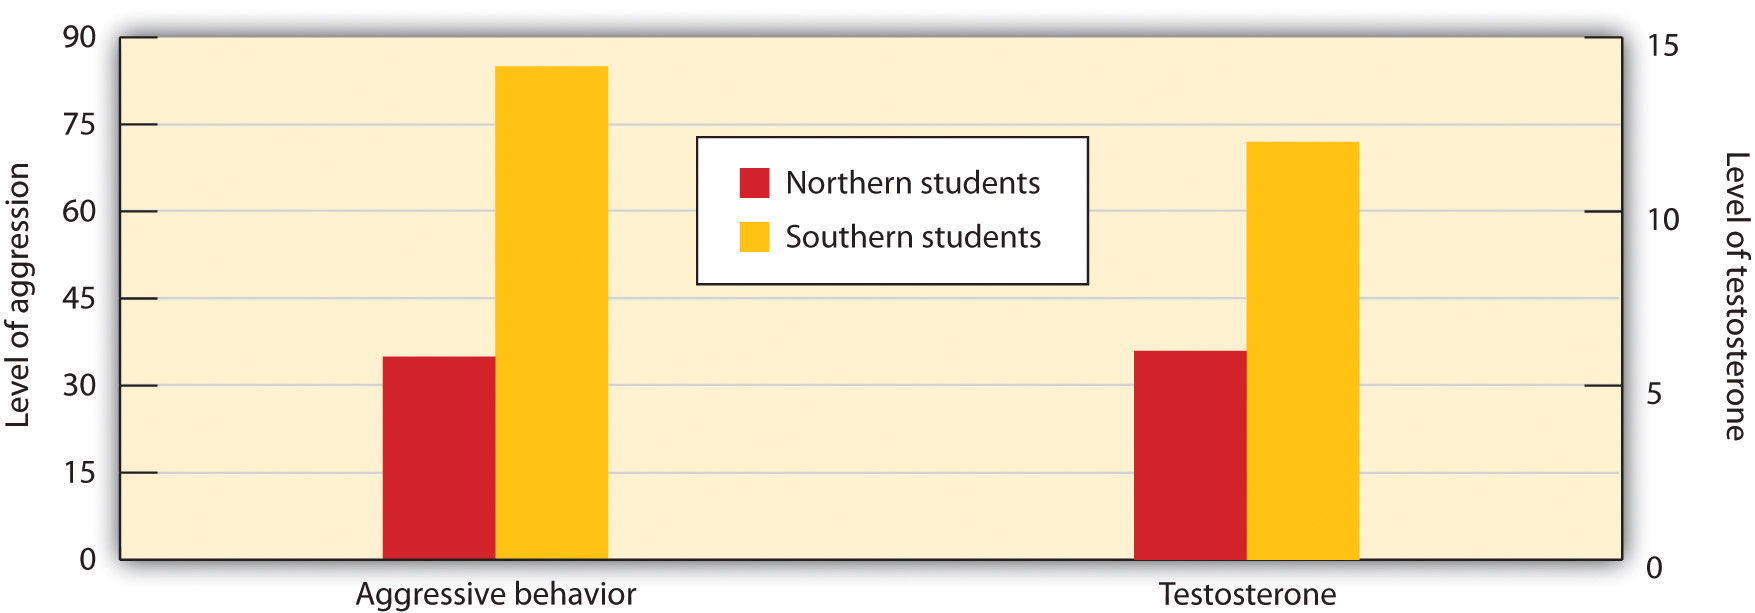 Level of aggression
90
75
60
45
30
15
0
Northern students
Southern students
Aggressive behavior
Testosterone
15
10
5
0
Level of testosterone